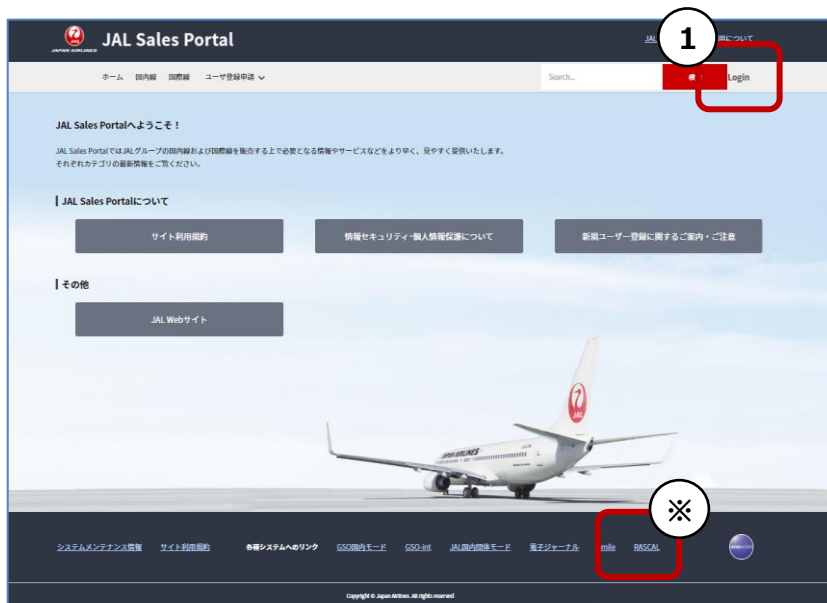 JAL Sales Portal
JAPAN AIRLINES
JAL
用について
1
ホーム 国内線 国際線 ユーザ登録申請
Search...
検
Login
JAL Sales Portalへようこそ！
JAL Sales PortalではJALグループの国内線および国際線を販売する上で必要となる情報やサービスなどをより早く、見やすく提供いたします。
それぞれカテゴリの最新情報をご覧ください。
JAL Sales Portalについて
サイト利用規約
情報セキュリティ・個人情報保護について
新規ユーザー登録に関するご案内・ご注意
その他
JAL Webサイト
JAL
JAPAN AIRLINES
※
システムメンテナンス情報 サイト利用規約 各種システムへのリンク GSO国内モード GSO-int JAL国内団体モード 電子ジャーナル mile RASCAL
Copyright © Japan Airlines. All rights reserved